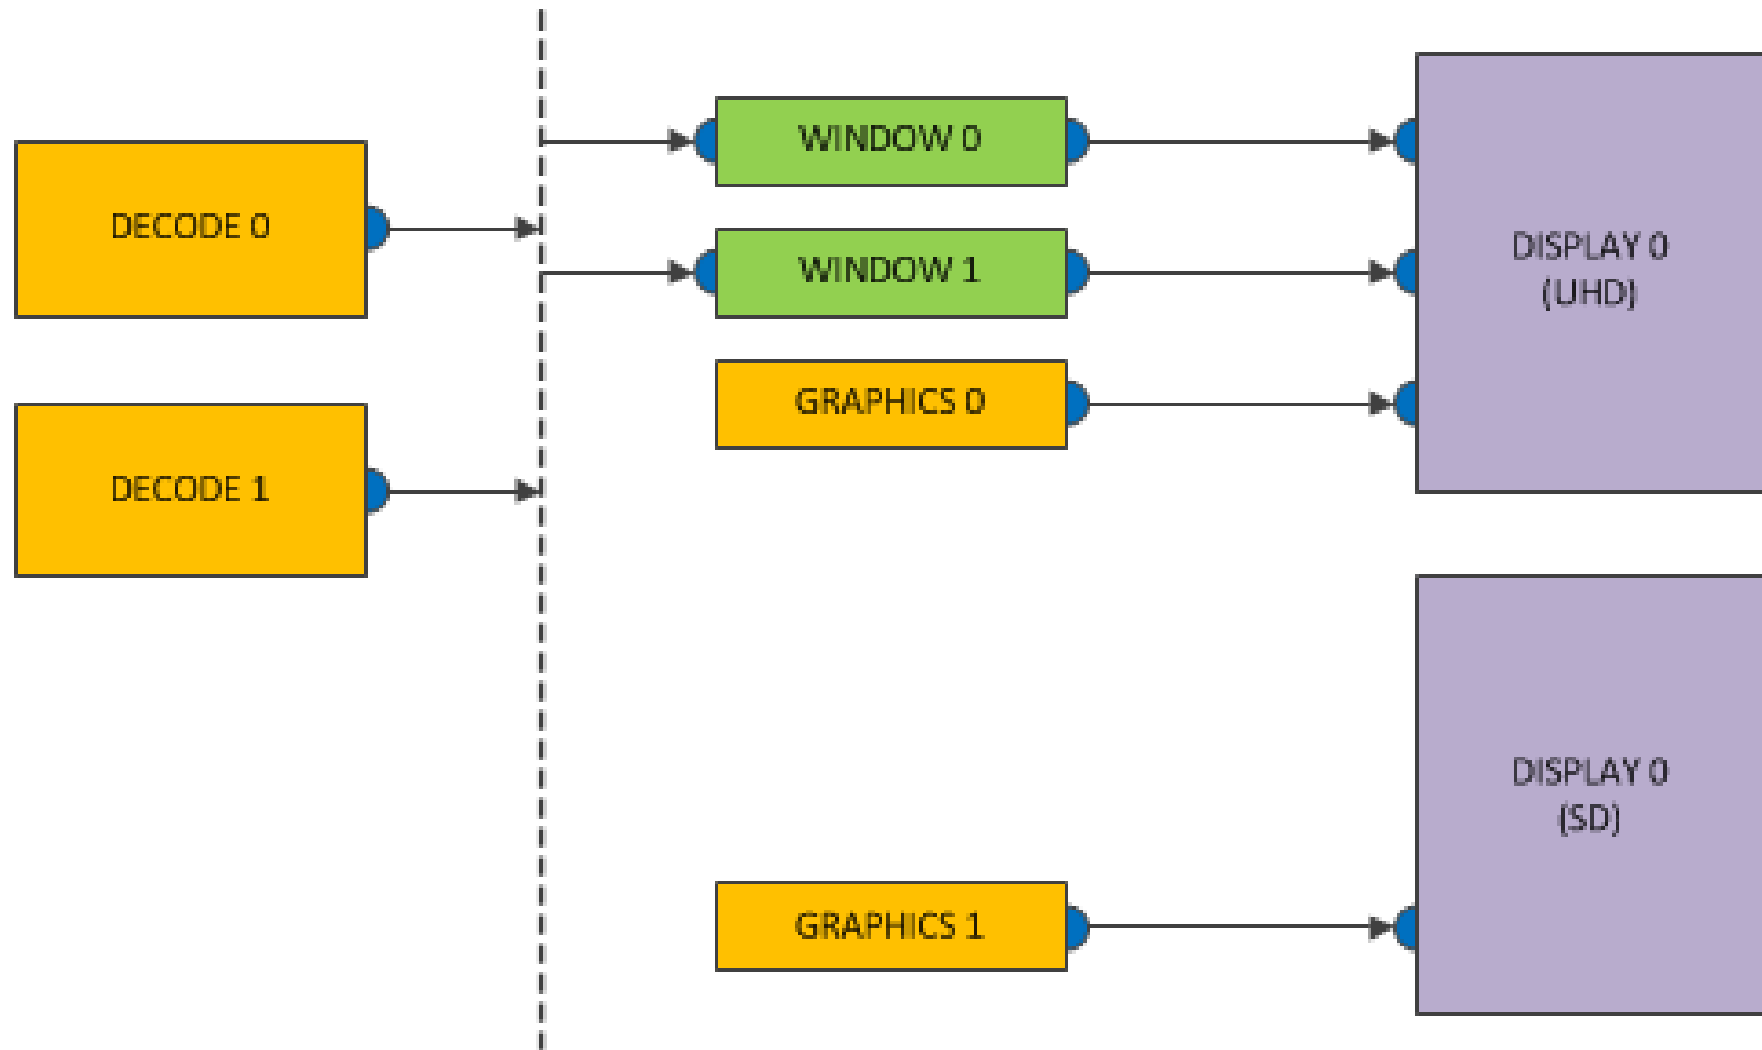 WINDOW 0
DECODE 0
WINDOW 1
DISPLAY 0
(UHD)
GRAPHICS 0
DECODE 1
DISPLAY 0
(SD)
GRAPHICS 1